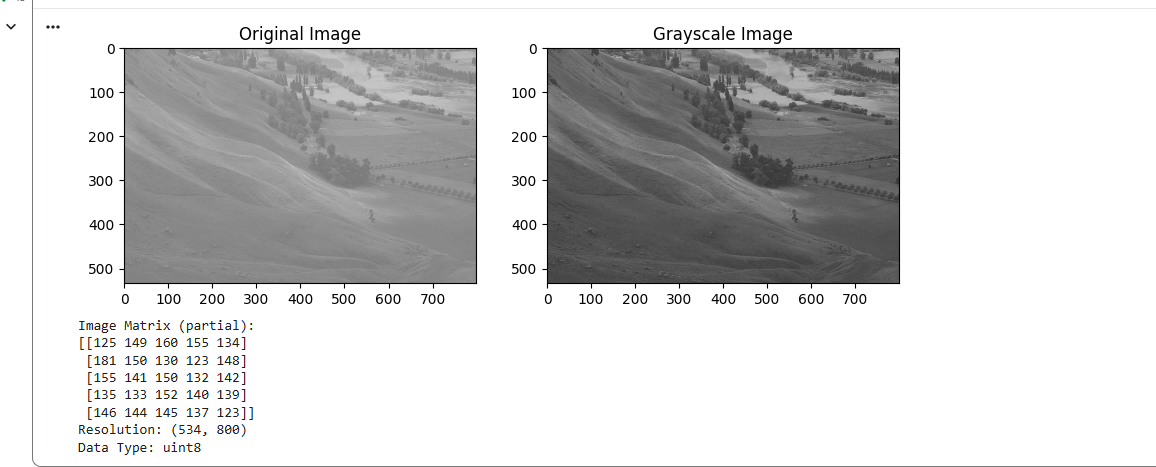 Original Image
Grayscale Image
0
100
200
300
400
500
0 100 200 300 400 500 600 700
0
100
200
300
400
500
0 100 200 300 400 500 600 700
Image Matrix (partial):
[[125 149 160 155 134]
 [181 150 130 123 148]
 [155 141 150 132 142]
 [135 133 152 140 139]
 [146 144 145 137 123]]
Resolution: (534, 800)
Data Type: uint8